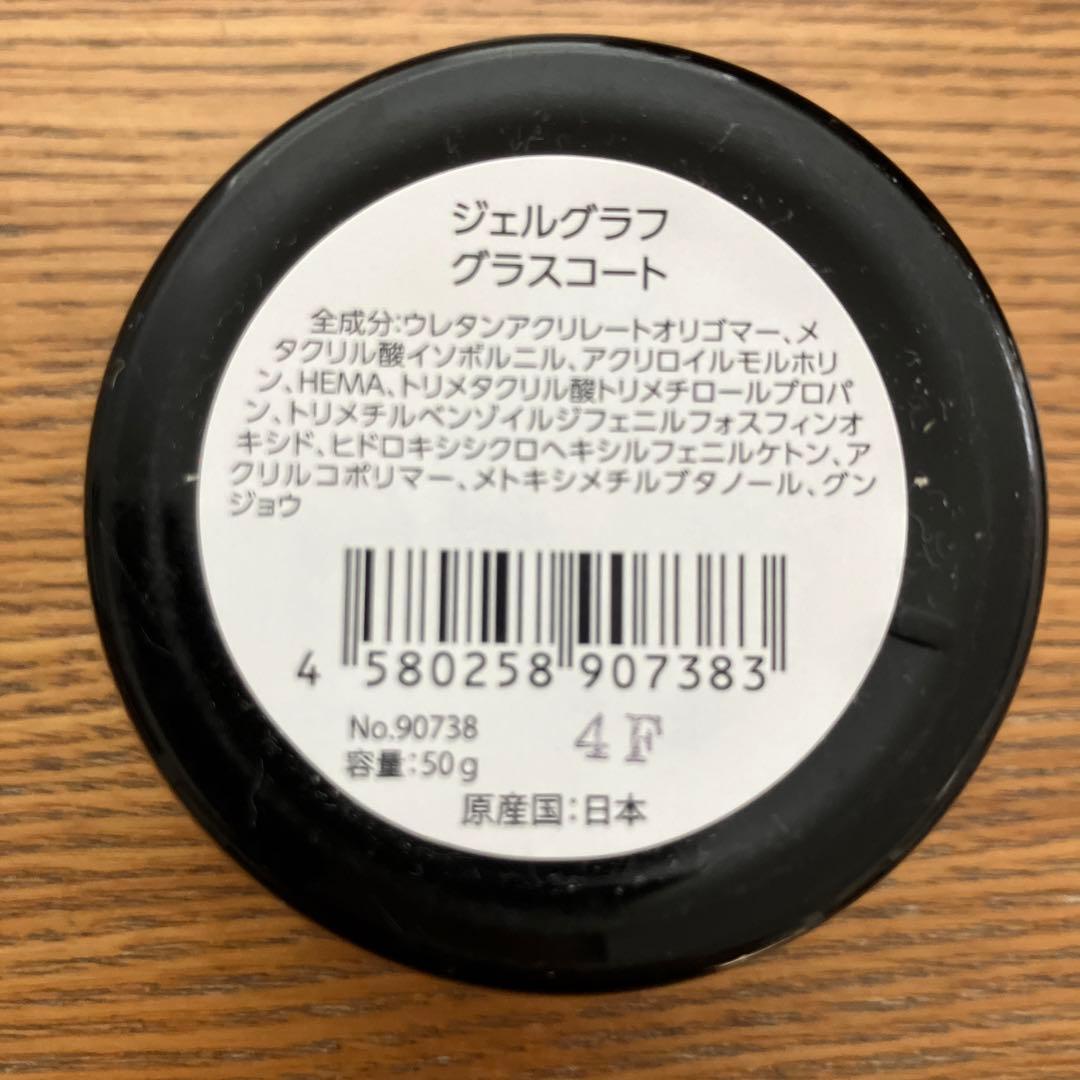 ジェルグラフ
グラスコート
全成分:ウレタンアクリレートオリゴマー、メ
タクリル酸イソボルニル、アクリロイルモルホリ
ン、HEMA、トリメタクリル酸トリメチロールプロパ
ン、トリメチルベンゾイルジフェニルフォスフィンオ
キシド、ヒドロキシシクロヘキシルフェニルケトン、ア
クリルコポリマー、メトキシメチルブタノール、グン
ジョウ
4 580258 907383
No.90738 4F
容量:50g
原産国:日本